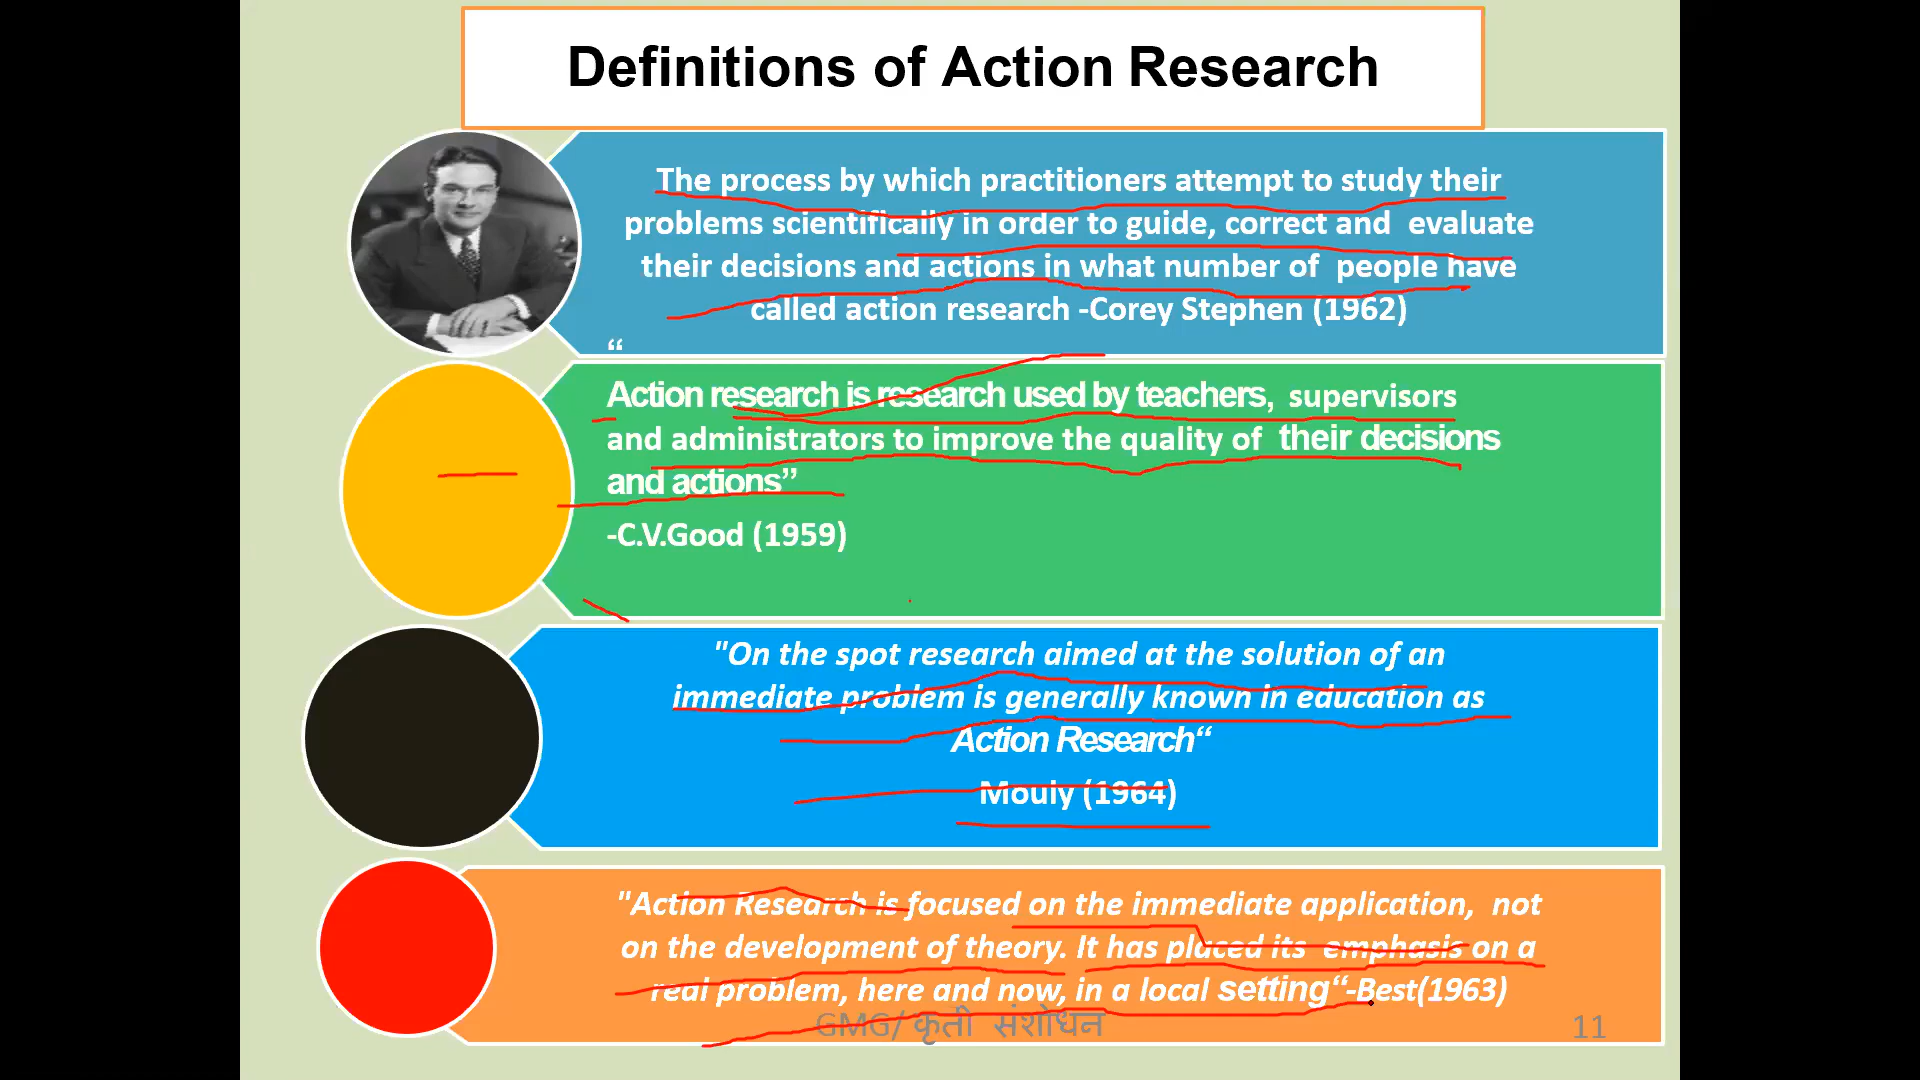 Definitions of Action Research
The process by which practitioners attempt to study their
problems scientifically in order to guide, correct and evaluate
their decisions and actions in what number of people have
called action research -Corey Stephen (1962)
“
Action research is research used by teachers, supervisors
and administrators to improve the quality of their decisions
and actions”
-C.V.Good (1959)
"On the spot research aimed at the solution of an
immediate problem is generally known in education as
Action Research“
Mouly (1964)
"Action Research is focused on the immediate application, not
on the development of theory. It has placed its emphasis on a
real problem, here and now, in a local setting“-Best(1963)
GMG/ कृती संशोधन
11